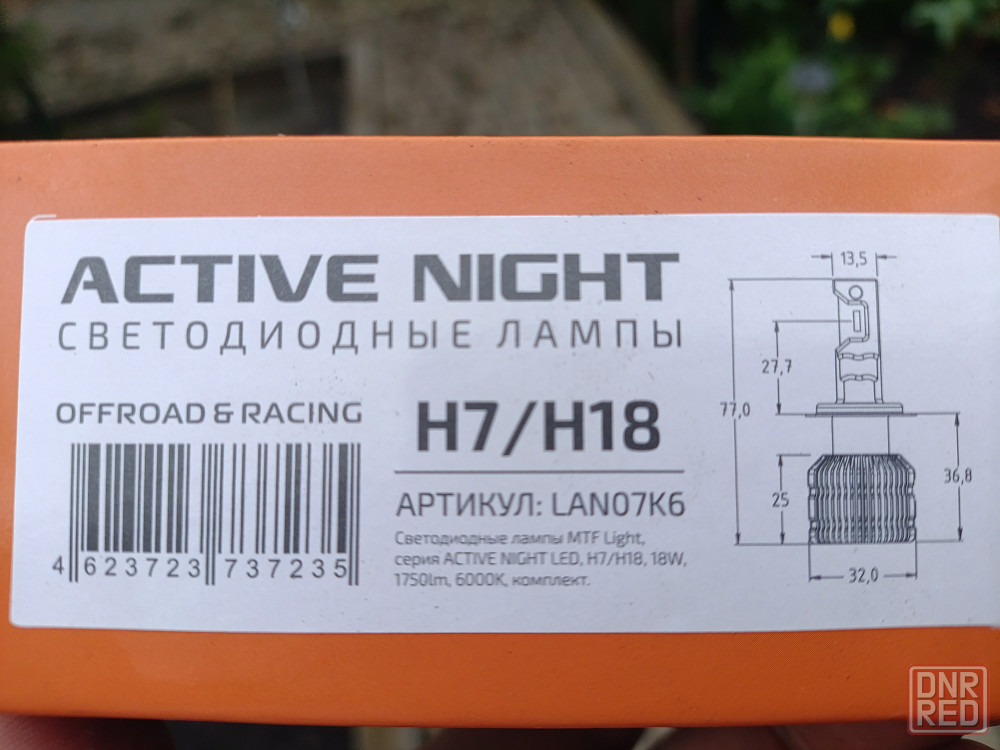 ACTIVE NIGHT
СВЕТОДИОДНЫЕ ЛАМПЫ
OFFROAD & RACING
H7/H18
АРТИКУЛ: LAN07K6
Светодиодные лампы MTF Light,
серия ACTIVE NIGHT LED, H7/H18, 18W,
1750lm, 6000K, комплект.
4 623723 737235
13,5
27,7
77,0
36,8
25
32,0
DNR
RED